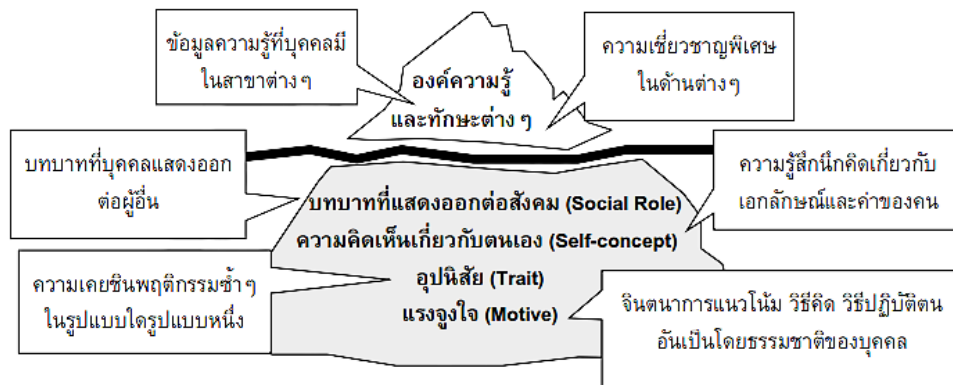 ข้อมูลความรู้ที่บุคคลมี
ในสาขาต่างๆ
องค์ความรู้
และทักษะต่าง ๆ
ความเชี่ยวชาญพิเศษ
ในด้านต่างๆ
บทบาทที่บุคคลแสดงออก
ต่อผู้อื่น
ความรู้สึกนึกคิดเกี่ยวกับ
เอกลักษณ์และค่าของคน
บทบาทที่แสดงออกต่อสังคม (Social Role)
ความคิดเห็นเกี่ยวกับตนเอง (Self-concept)
อุปนิสัย (Trait)
แรงจูงใจ (Motive)
ความเคยชินพฤติกรรมซ้ำๆ
ในรูปแบบใดรูปแบบหนึ่ง
จินตนาการแนวโน้ม วิธีคิด วิธีปฏิบัติตน
อันเป็นโดยธรรมชาติของบุคคล